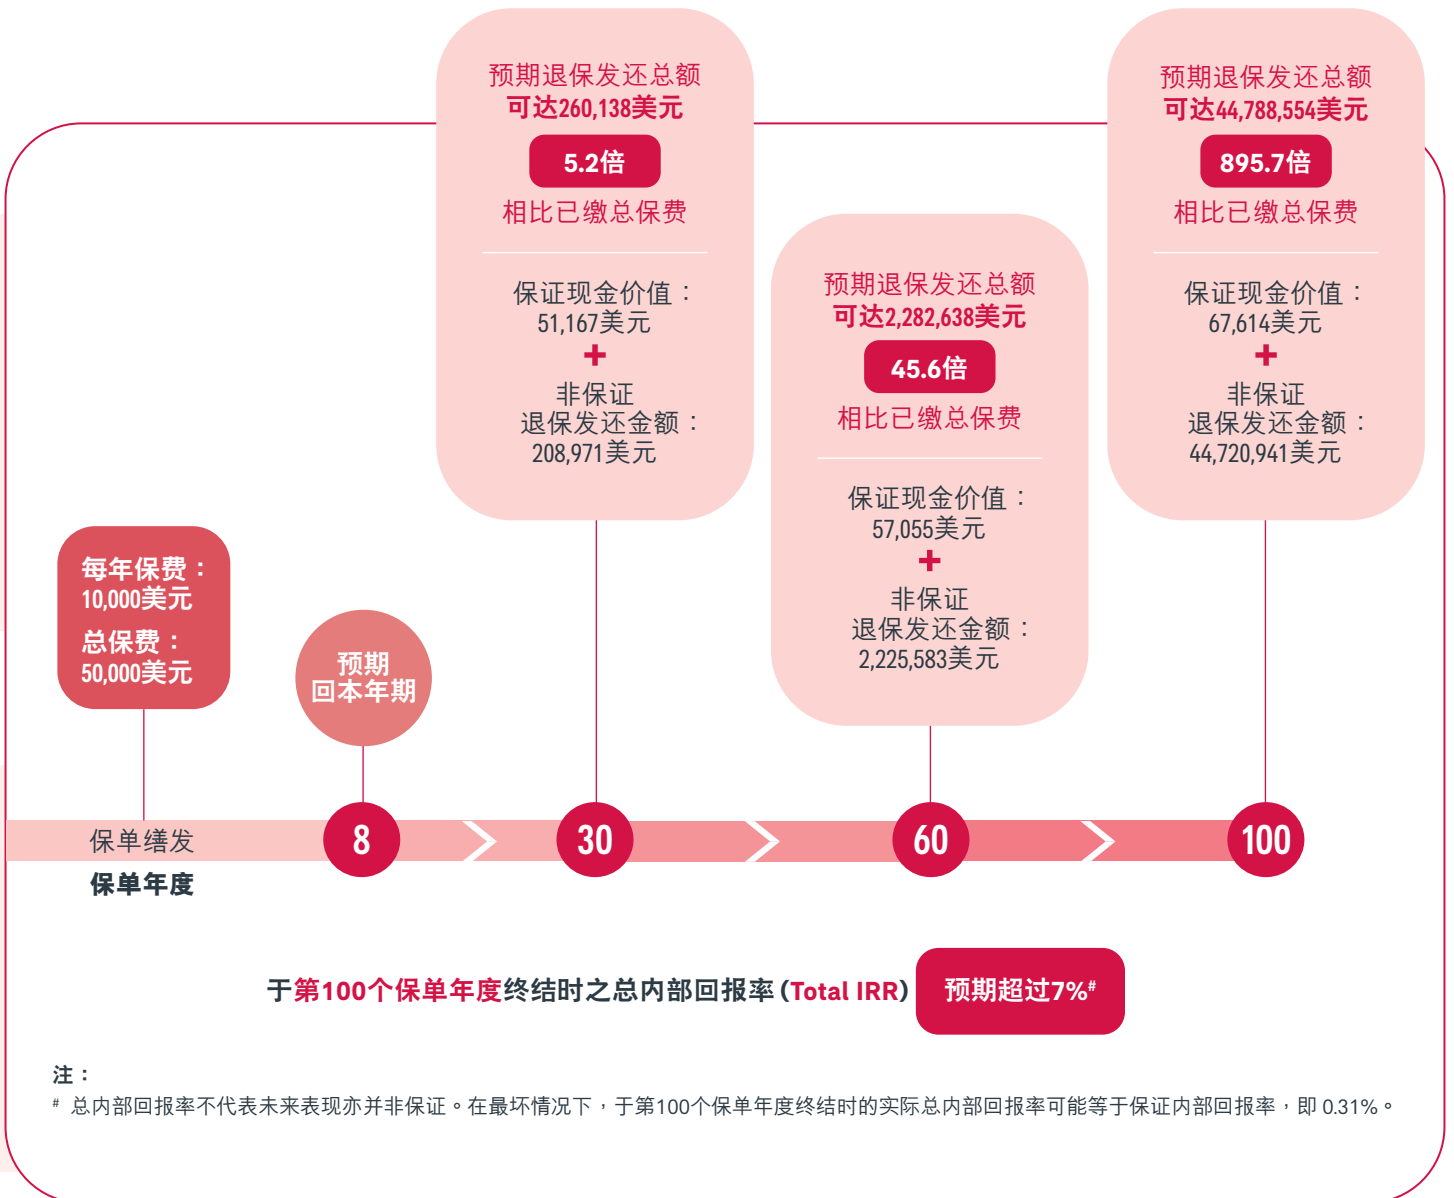 预期退保发还总额
可达260,138美元
5.2倍
相比已缴总保费
保证现金价值：
51,167美元
+
非保证
退保发还金额：
208,971美元
预期退保发还总额
可达2,282,638美元
45.6倍
相比已缴总保费
保证现金价值：
57,055美元
+
非保证
退保发还金额：
2,225,583美元
预期退保发还总额
可达44,788,554美元
895.7倍
相比已缴总保费
保证现金价值：
67,614美元
+
非保证
退保发还金额：
44,720,941美元
每年保费：
10,000美元
总保费：
50,000美元
预期
回本年期
保单缮发
8
30
60
100
保单年度
于第100个保单年度终结时之总内部回报率（Total IRR）
预期超过7%#
注：
# 总内部回报率不代表未来表现亦并非保证。在最坏情况下，于第100个保单年度终结时的实际总内部回报率可能等于保证内部回报率，即 0.31%。